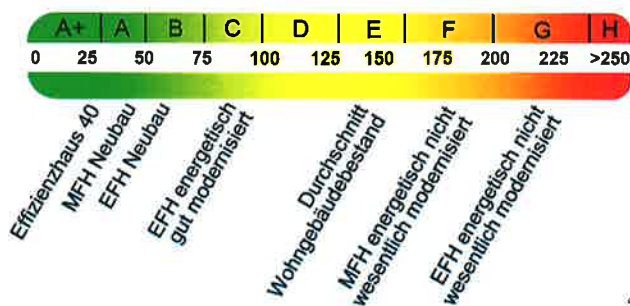 A+ A B C D E F G H
0 25 50 75 100 125 150 175 200 225 >250
Effizienzhaus 40
MFH Neubau
EFH Neubau
EFH energetisch
gut modernisiert
Durchschnitt
Wohngebäudebestand
MFH energetisch nicht
wesentlich modernisiert
EFH energetisch nicht
wesentlich modernisiert